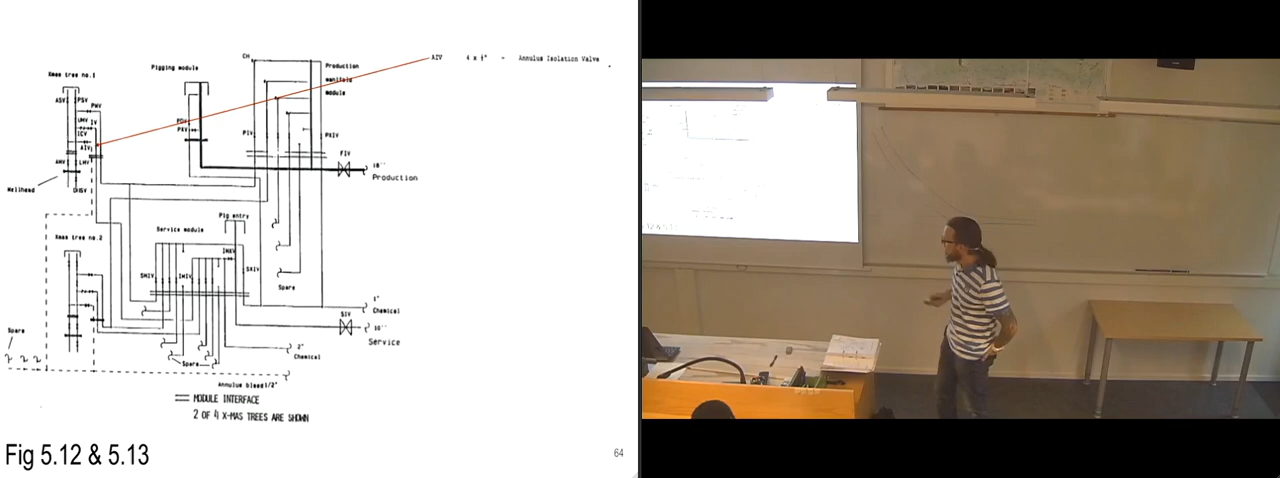 Xmas tree no.1
ASV
PSV
PWV
UMV
IV
ICV
AIV
AMV
LMV
DHSV
Wellhead
Pigging module
PIV
PXV
CH
Production
manifold
module
PIV
PXIV
FIV
10''
Production
AIV 4 x ½" - Annulus Isolation Valve
Xmas tree no.2
Service module
Pig entry
IMXV
SMIV
IMIV
SXIV
Spare
1"
Chemical
SIV
10''
Service
2"
Chemical
Spare
Spare
Annulus bleed 1/2"
MODULE INTERFACE
2 OF 4 X-MAS TREES ARE SHOWN
Fig 5.12 & 5.13
64